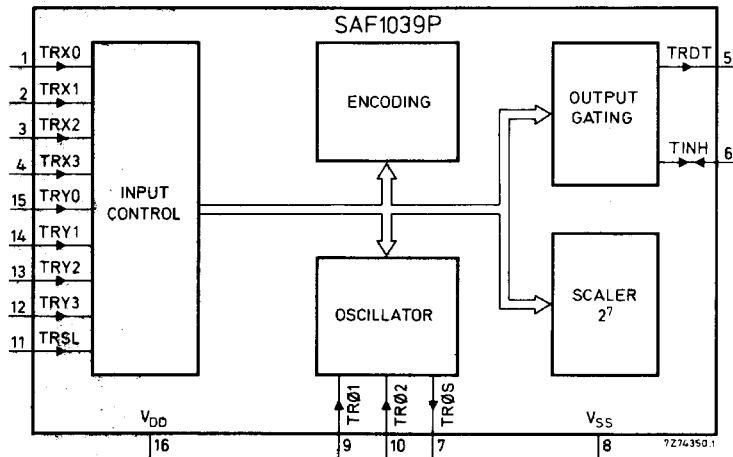 SAF1039P
1 TRX0
2 TRX1
3 TRX2
4 TRX3
15 TRY0
14 TRY1
13 TRY2
12 TRY3
11 TRSL
INPUT
CONTROL
ENCODING
OSCILLATOR
OUTPUT
GATING
SCALER
2⁷
TRDT 5
TINH 6
TRØ1
TRØ2
TRØS
V_DD
16
9
10
7
V_SS
8
7Z74350.1